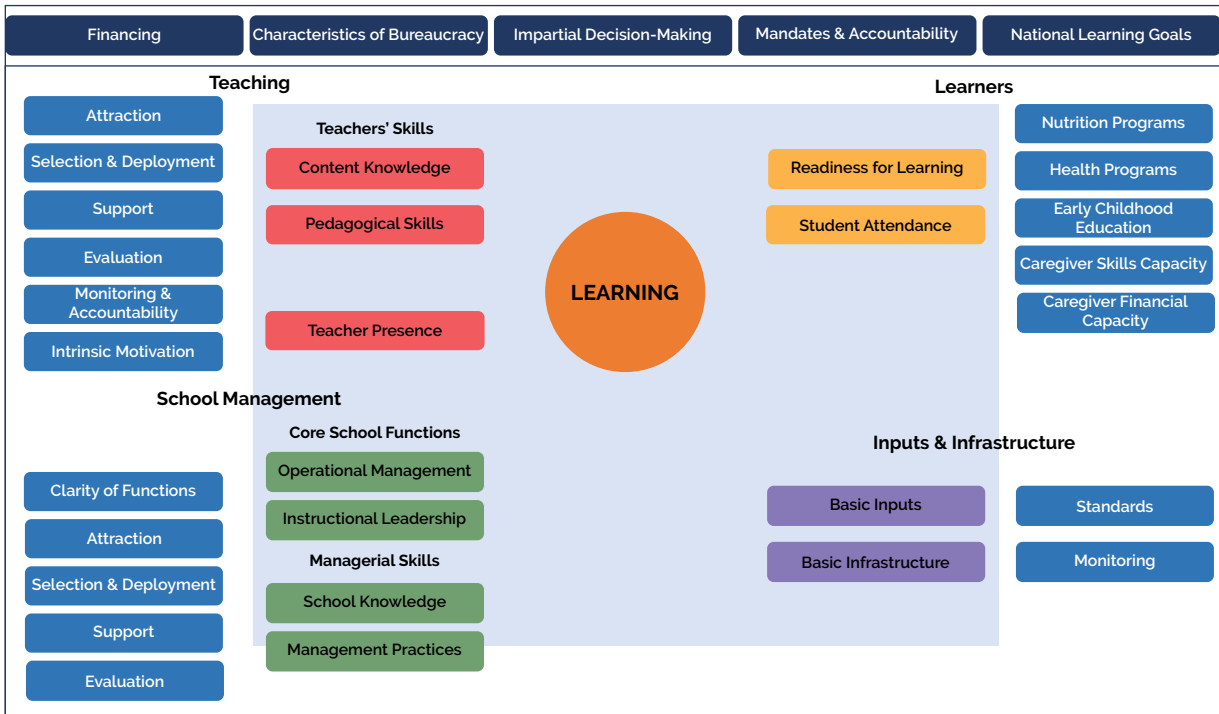 Financing
Characteristics of Bureaucracy
Impartial Decision-Making
Mandates & Accountability
National Learning Goals
Teaching
Attraction
Selection & Deployment
Support
Evaluation
Monitoring &
Accountability
Intrinsic Motivation
Teachers' Skills
Content Knowledge
Pedagogical Skills
Teacher Presence
LEARNING
Learners
Readiness for Learning
Student Attendance
Nutrition Programs
Health Programs
Early Childhood
Education
Caregiver Skills Capacity
Caregiver Financial
Capacity
School Management
Clarity of Functions
Attraction
Selection & Deployment
Support
Evaluation
Core School Functions
Operational Management
Instructional Leadership
Managerial Skills
School Knowledge
Management Practices
Inputs & Infrastructure
Basic Inputs
Basic Infrastructure
Standards
Monitoring